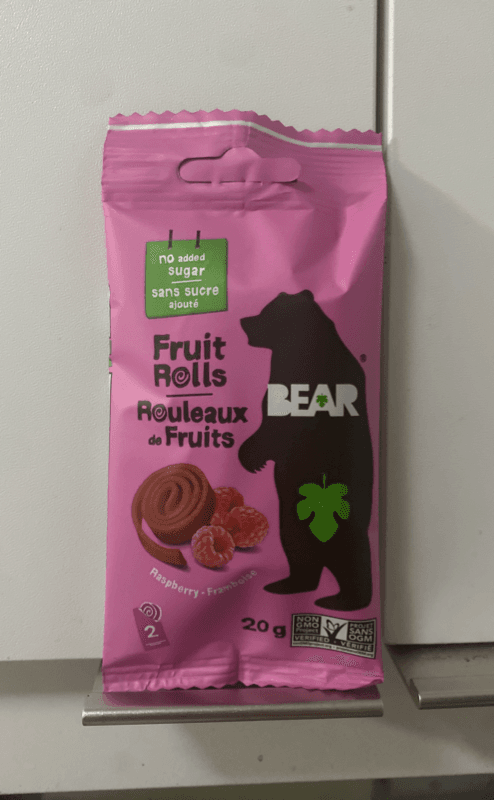 no added
sugar
sans sucre
ajouté
Fruit
Rolls
Rouleaux
de Fruits
BEAR
®
Raspberry - Framboise
2
20 g
NON
GMO
Project
VERIFIED
PROJET
SANS
OGM
VÉRIFIÉ